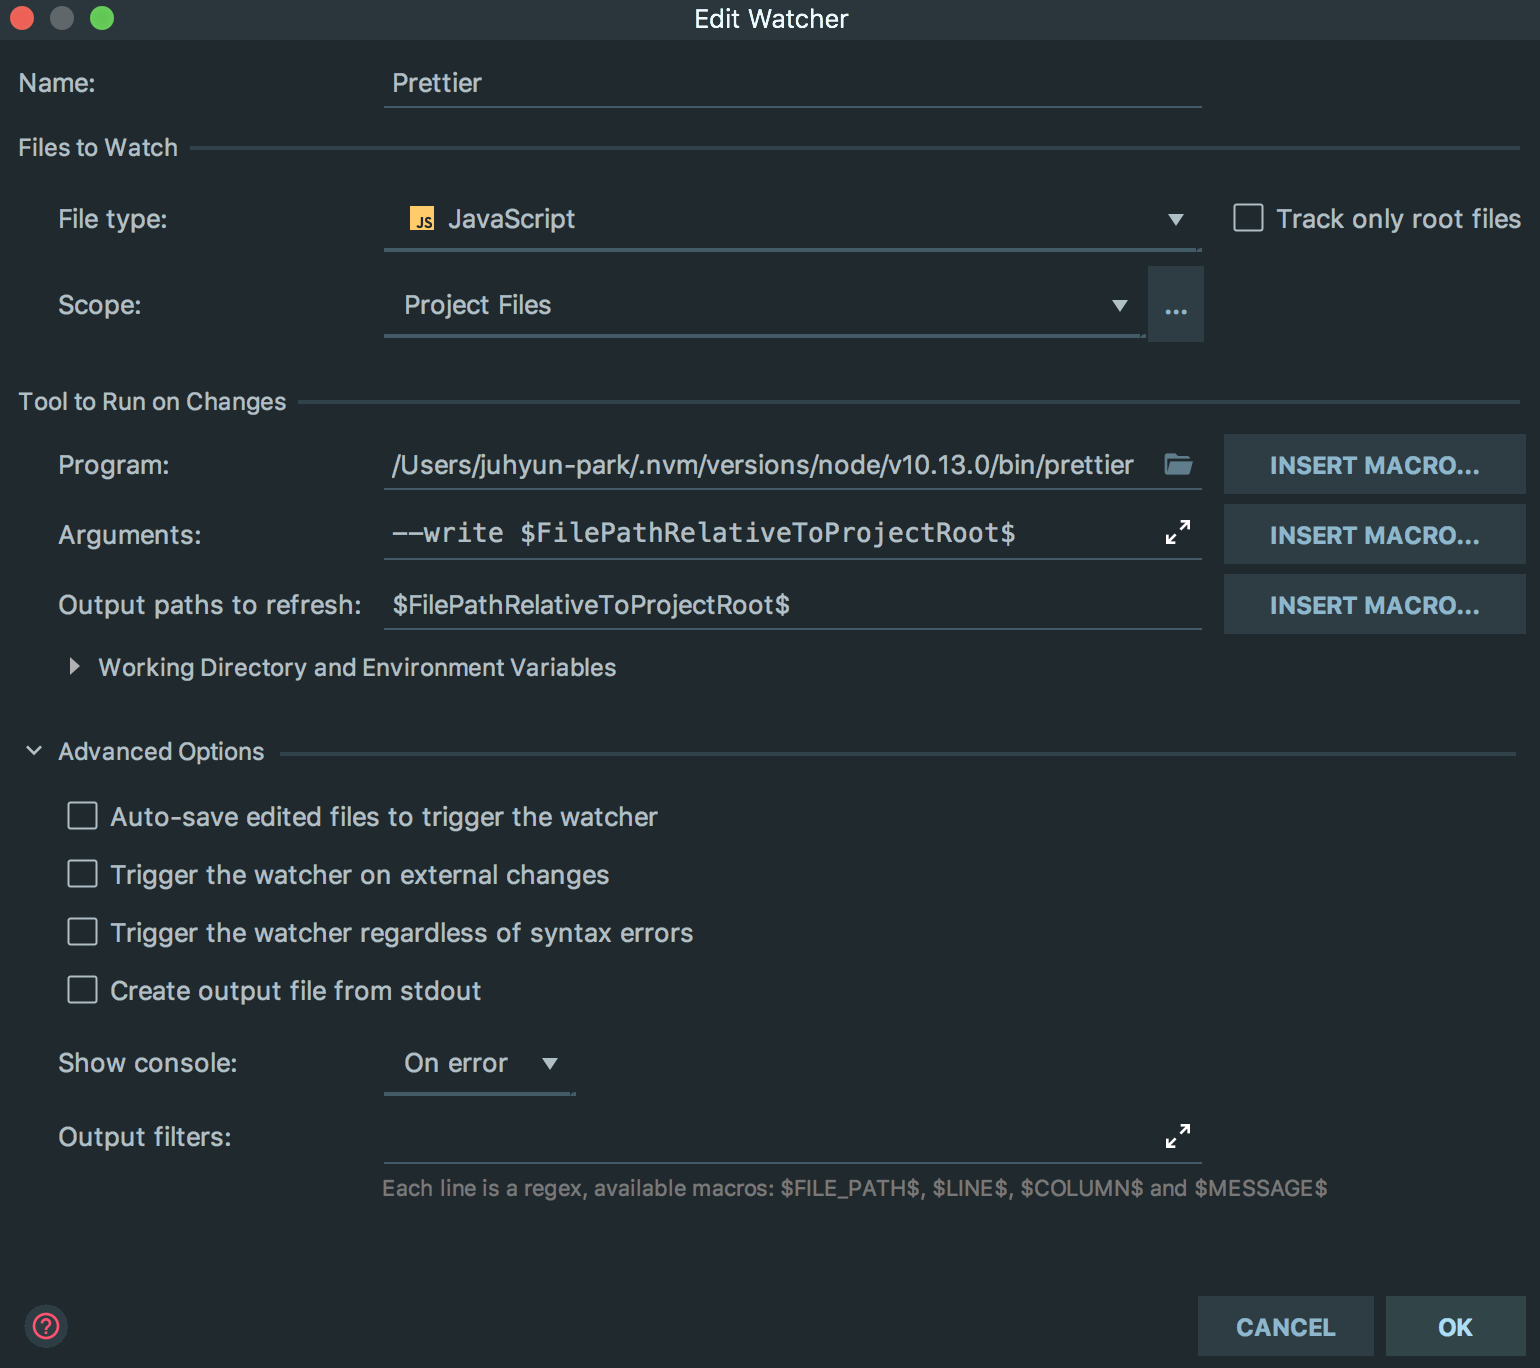 Edit Watcher
Name: Prettier
Files to Watch
File type: JS JavaScript Track only root files
Scope: Project Files ...
Tool to Run on Changes
Program: /Users/juhyun-park/.nvm/versions/node/v10.13.0/bin/prettier INSERT MACRO...
Arguments: --write $FilePathRelativeToProjectRoot$ INSERT MACRO...
Output paths to refresh: $FilePathRelativeToProjectRoot$ INSERT MACRO...
Working Directory and Environment Variables
Advanced Options
Auto-save edited files to trigger the watcher
Trigger the watcher on external changes
Trigger the watcher regardless of syntax errors
Create output file from stdout
Show console: On error
Output filters:
Each line is a regex, available macros: $FILE_PATH$, $LINE$, $COLUMN$ and $MESSAGE$
? CANCEL OK